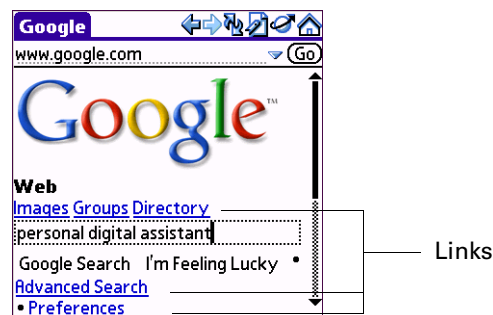 Google
www.google.com Go
Google™
Web
Images Groups Directory
personal digital assistant
Google Search I'm Feeling Lucky •
Advanced Search
• Preferences
Links